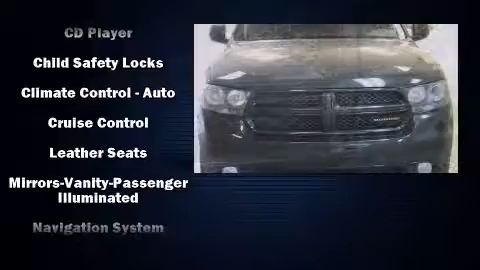 CD Player
Child Safety Locks
Climate Control - Auto
Cruise Control
Leather Seats
Mirrors-Vanity-Passenger
Illuminated
Navigation System